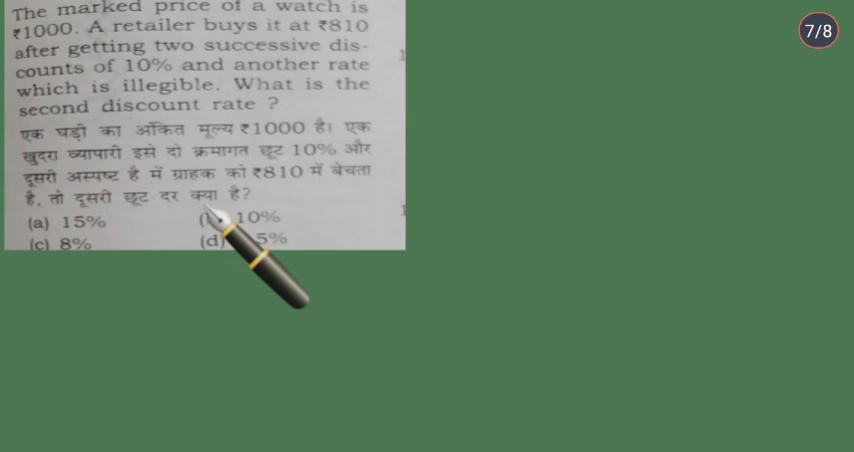 The marked price of a watch is
₹1000. A retailer buys it at ₹810
after getting two successive dis-
counts of 10% and another rate
which is illegible. What is the
second discount rate ?
एक घड़ी का अंकित मूल्य ₹1000 है। एक
खुदरा व्यापारी इसे दो क्रमागत छूट 10% और
दूसरी अस्पष्ट है में ग्राहक को ₹810 में बेचता
है, तो दूसरी छूट दर क्या है?
(a) 15% 10%
(c) 8% (d) 5%
7/8